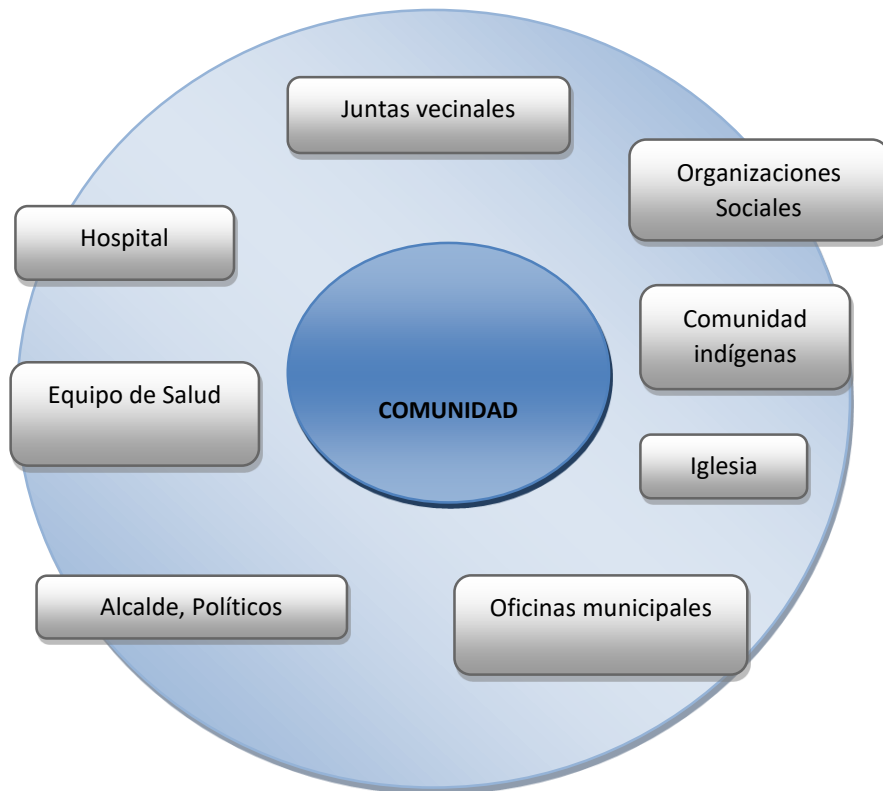 Juntas vecinales
Organizaciones
Sociales
Hospital
Comunidad
indígenas
Equipo de Salud
COMUNIDAD
Iglesia
Alcalde, Políticos
Oficinas municipales